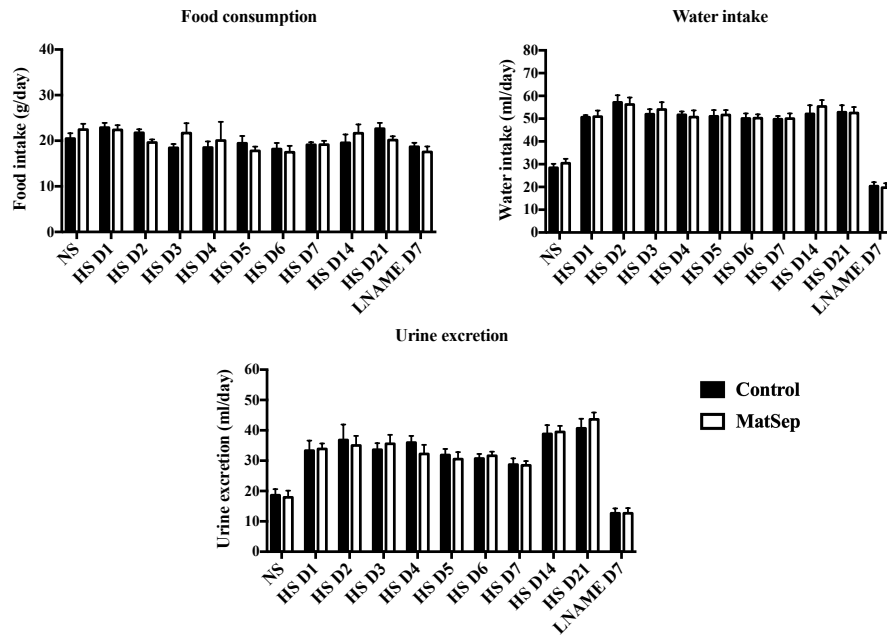 Food consumption
Food intake (g/day)
40
30
20
10
0
NS
HS D1
HS D2
HS D3
HS D4
HS D5
HS D6
HS D7
HS D14
HS D21
LNAME D7
Water intake
Water intake (ml/day)
80
70
60
50
40
30
20
10
0
NS
HS D1
HS D2
HS D3
HS D4
HS D5
HS D6
HS D7
HS D14
HS D21
LNAME D7
Urine excretion
Urine excretion (ml/day)
60
50
40
30
20
10
0
NS
HS D1
HS D2
HS D3
HS D4
HS D5
HS D6
HS D7
HS D14
HS D21
LNAME D7
Control
MatSep